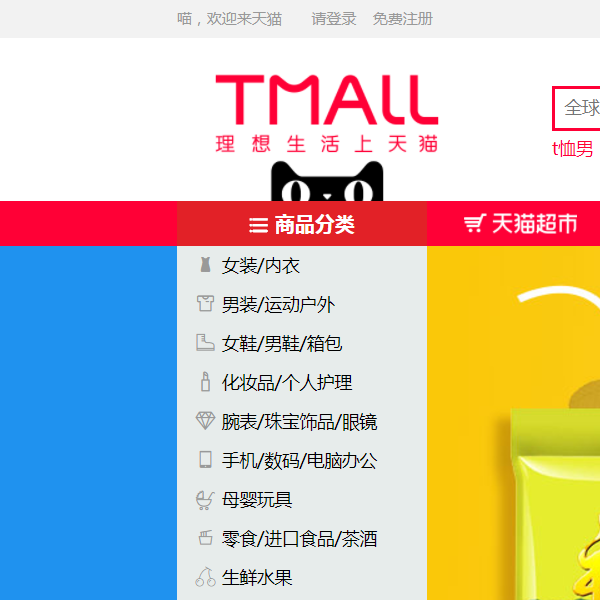 喵，欢迎来天猫 请登录 免费注册
TMALL
理想生活上天猫
全球
t恤男
商品分类
天猫超市
女装/内衣
男装/运动户外
女鞋/男鞋/箱包
化妆品/个人护理
腕表/珠宝饰品/眼镜
手机/数码/电脑办公
母婴玩具
零食/进口食品/茶酒
生鲜水果